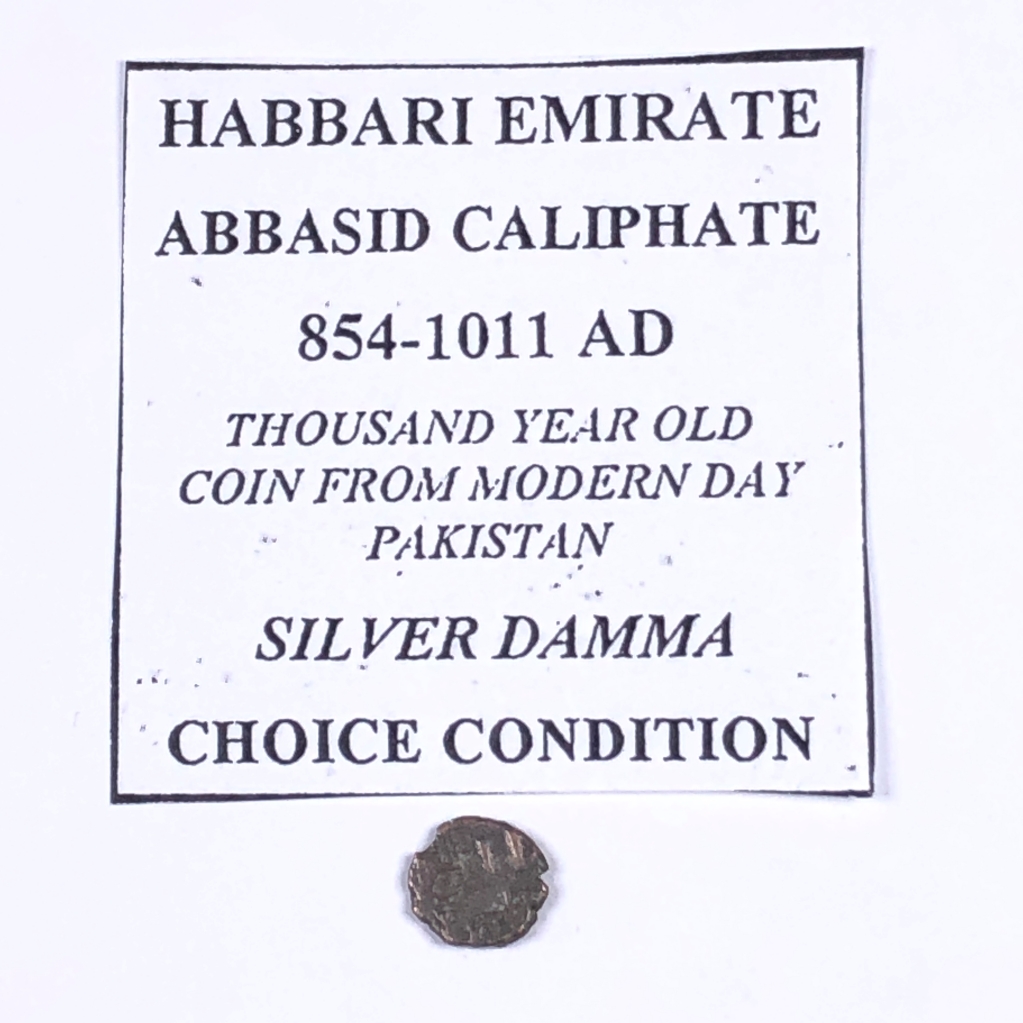 HABBARI EMIRATE
ABBASID CALIPHATE
854-1011 AD
THOUSAND YEAR OLD
COIN FROM MODERN DAY
PAKISTAN
SILVER DAMMA
CHOICE CONDITION